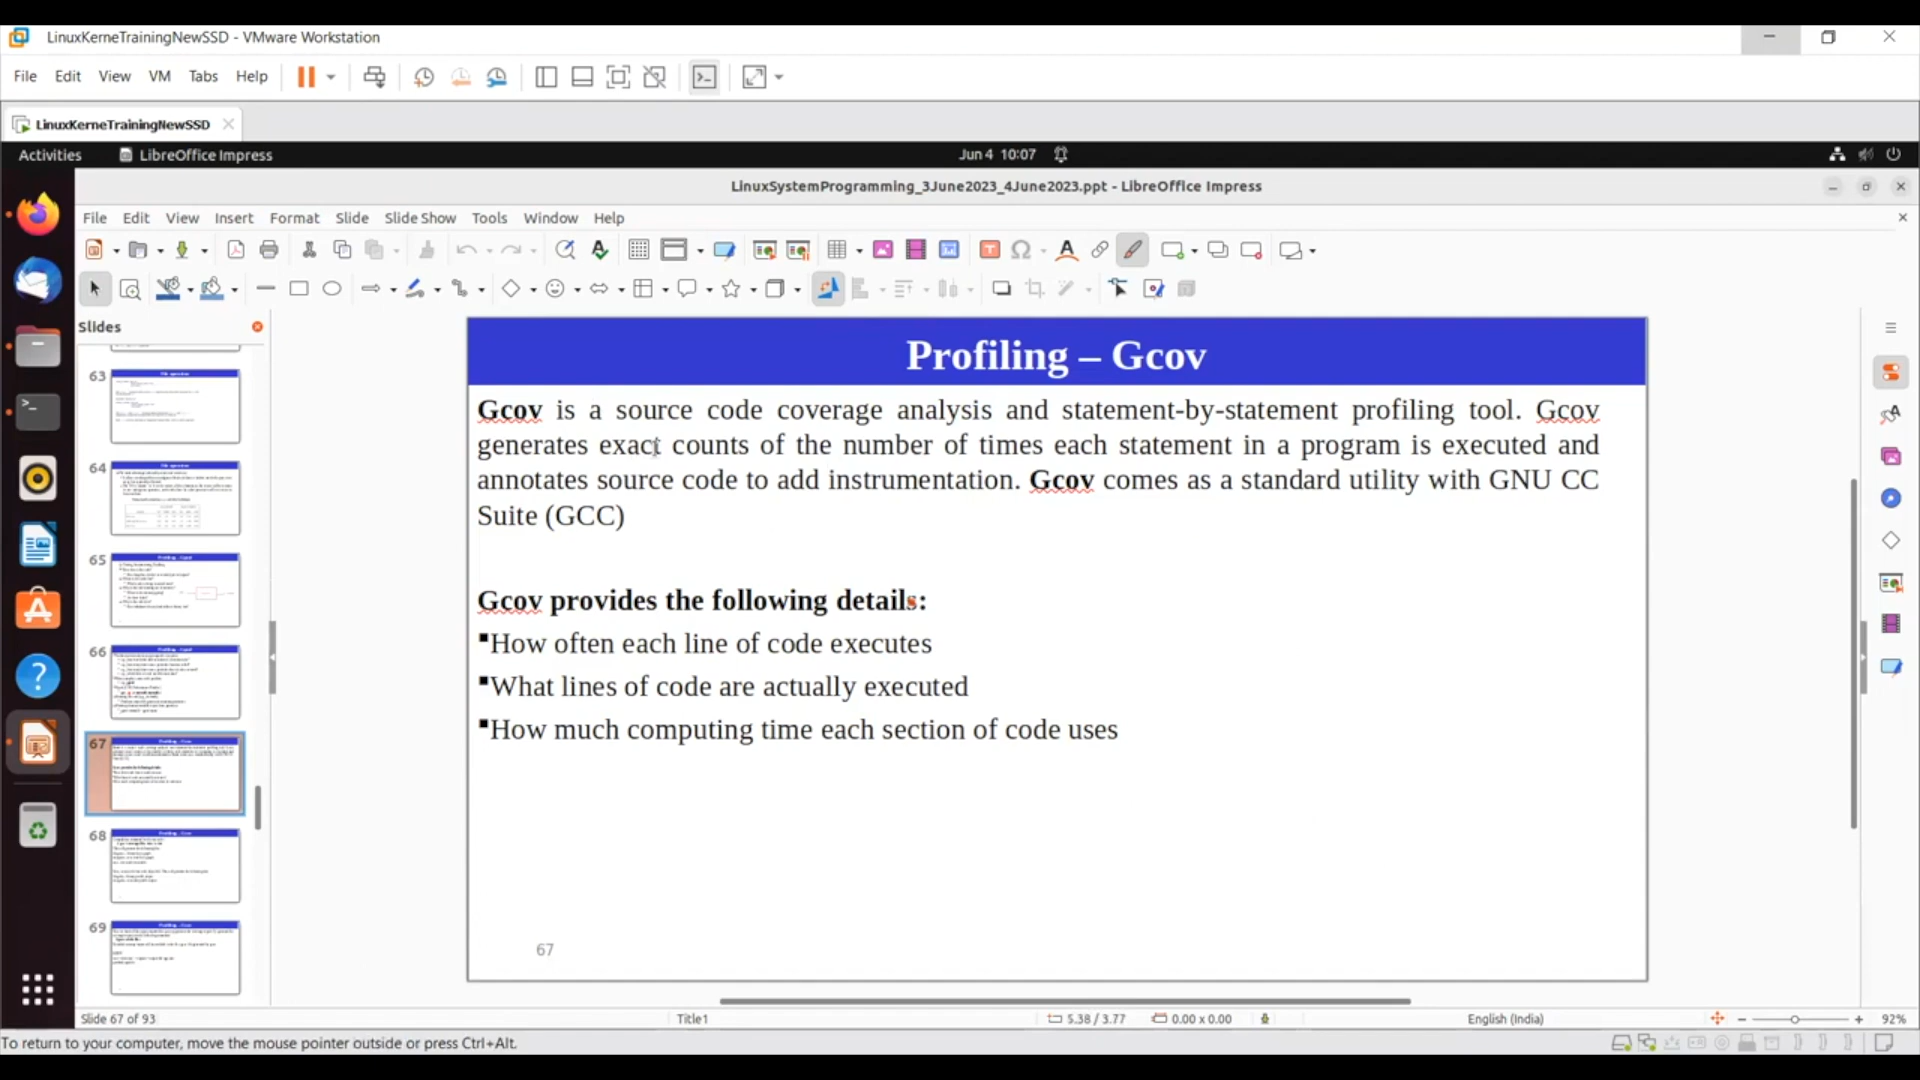 LinuxKerneTrainingNewSSD - VMware Workstation
File Edit View VM Tabs Help
LinuxKerneTrainingNewSSD
Activities LibreOffice Impress Jun 4 10:07
LinuxSystemProgramming_3June2023_4June2023.ppt - LibreOffice Impress
File Edit View Insert Format Slide Slide Show Tools Window Help
Slides
63
64
65
66
67
68
69
Profiling – Gcov
Gcov is a source code coverage analysis and statement-by-statement profiling tool. Gcov
generates exact counts of the number of times each statement in a program is executed and
annotates source code to add instrumentation. Gcov comes as a standard utility with GNU CC
Suite (GCC)
Gcov provides the following details:
▪How often each line of code executes
▪What lines of code are actually executed
▪How much computing time each section of code uses
67
Slide 67 of 93 Title1 5.38 / 3.77 0.00 x 0.00 English (India) 92%
To return to your computer, move the mouse pointer outside or press Ctrl+Alt.